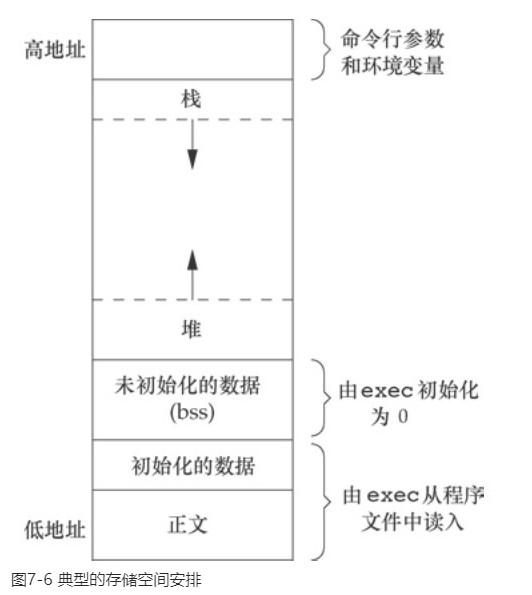 高地址
命令行参数
和环境变量
栈
堆
未初始化的数据
(bss)
由exec初始化
为 0
初始化的数据
正文
由exec从程序
文件中读入
低地址
图7-6 典型的存储空间安排